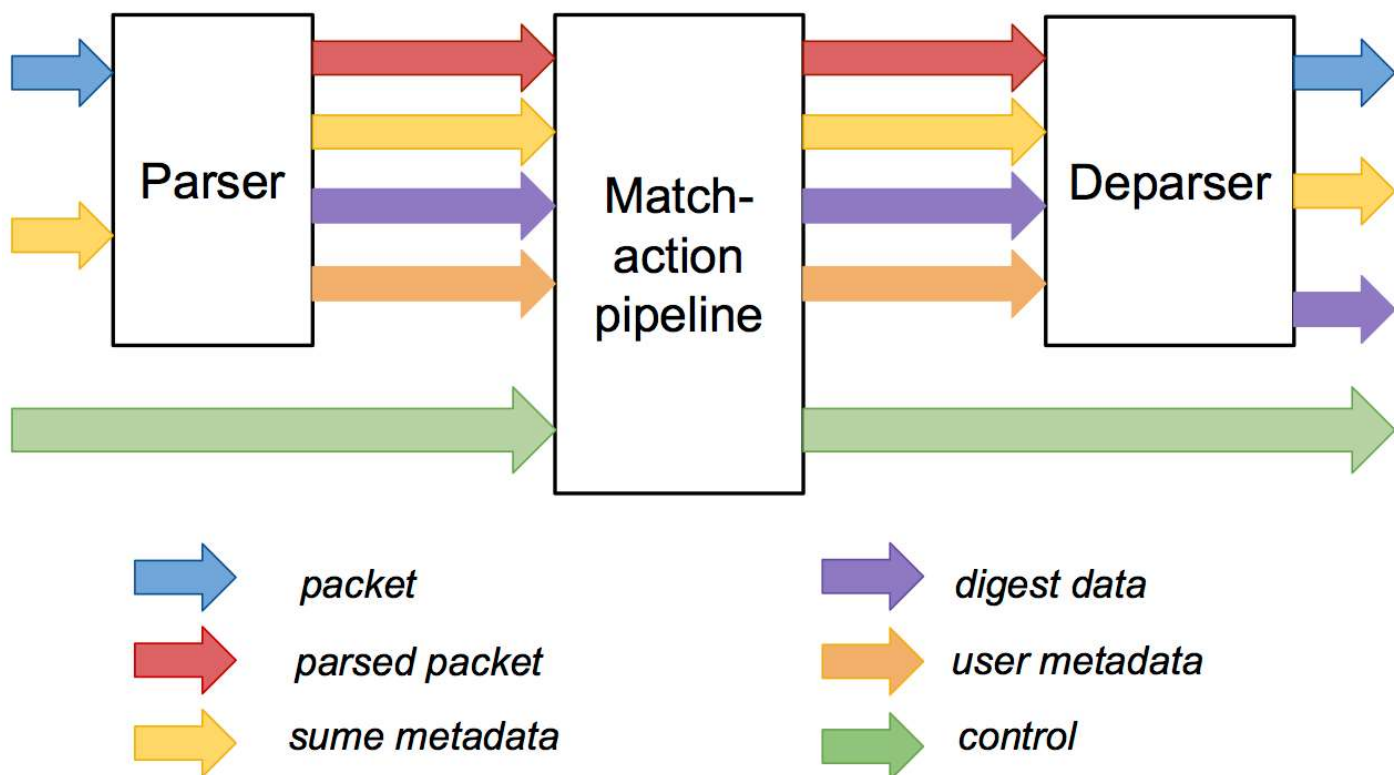 Parser
Match-
action
pipeline
Deparser
packet
digest data
parsed packet
user metadata
sume metadata
control